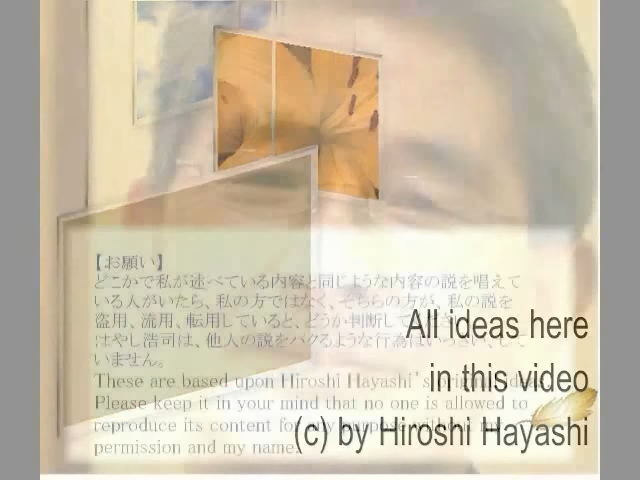 【お願い】
どこかで私が述べている内容と同じような内容の説を唱えて
いる人がいたら、私の方ではなく、そちらの方が、私の説を
盗用、流用、転用していると、どうか判断して
はやし浩司は、他人の説をパクるような行為はいっさい、して
いません。
These are based upon Hiroshi Hayashi's original ideas.
Please keep it in your mind that no one is allowed to
reproduce its content for any purpose without my
permission and my name.
All ideas here
in this video
(c) by Hiroshi Hayashi